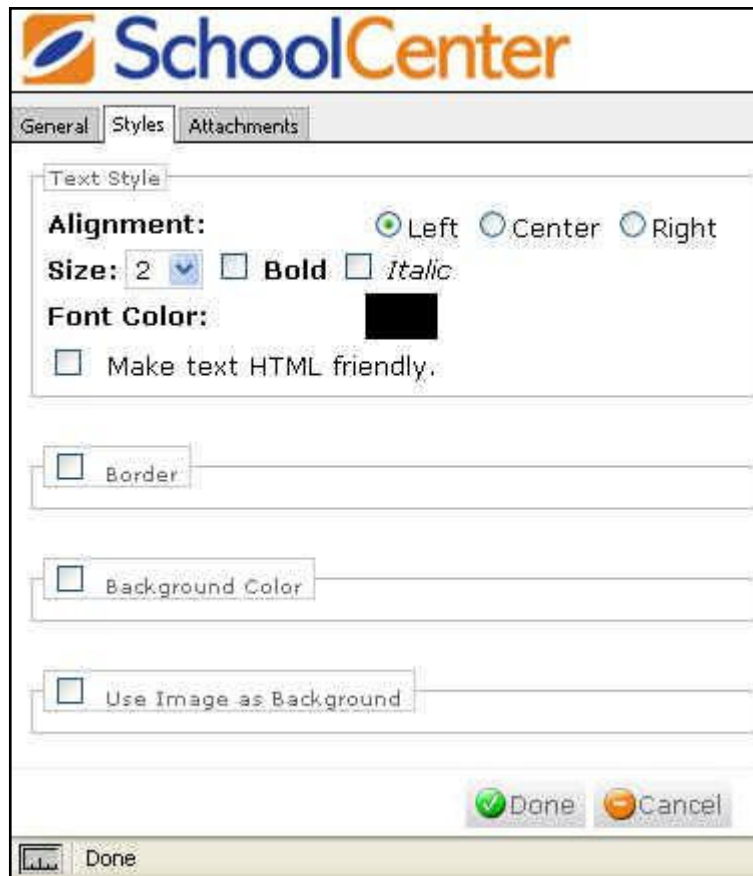 SchoolCenter
General Styles Attachments
Text Style
Alignment: Left Center Right
Size: 2 Bold Italic
Font Color:
Make text HTML friendly.
Border
Background Color
Use Image as Background
Done Cancel
Done